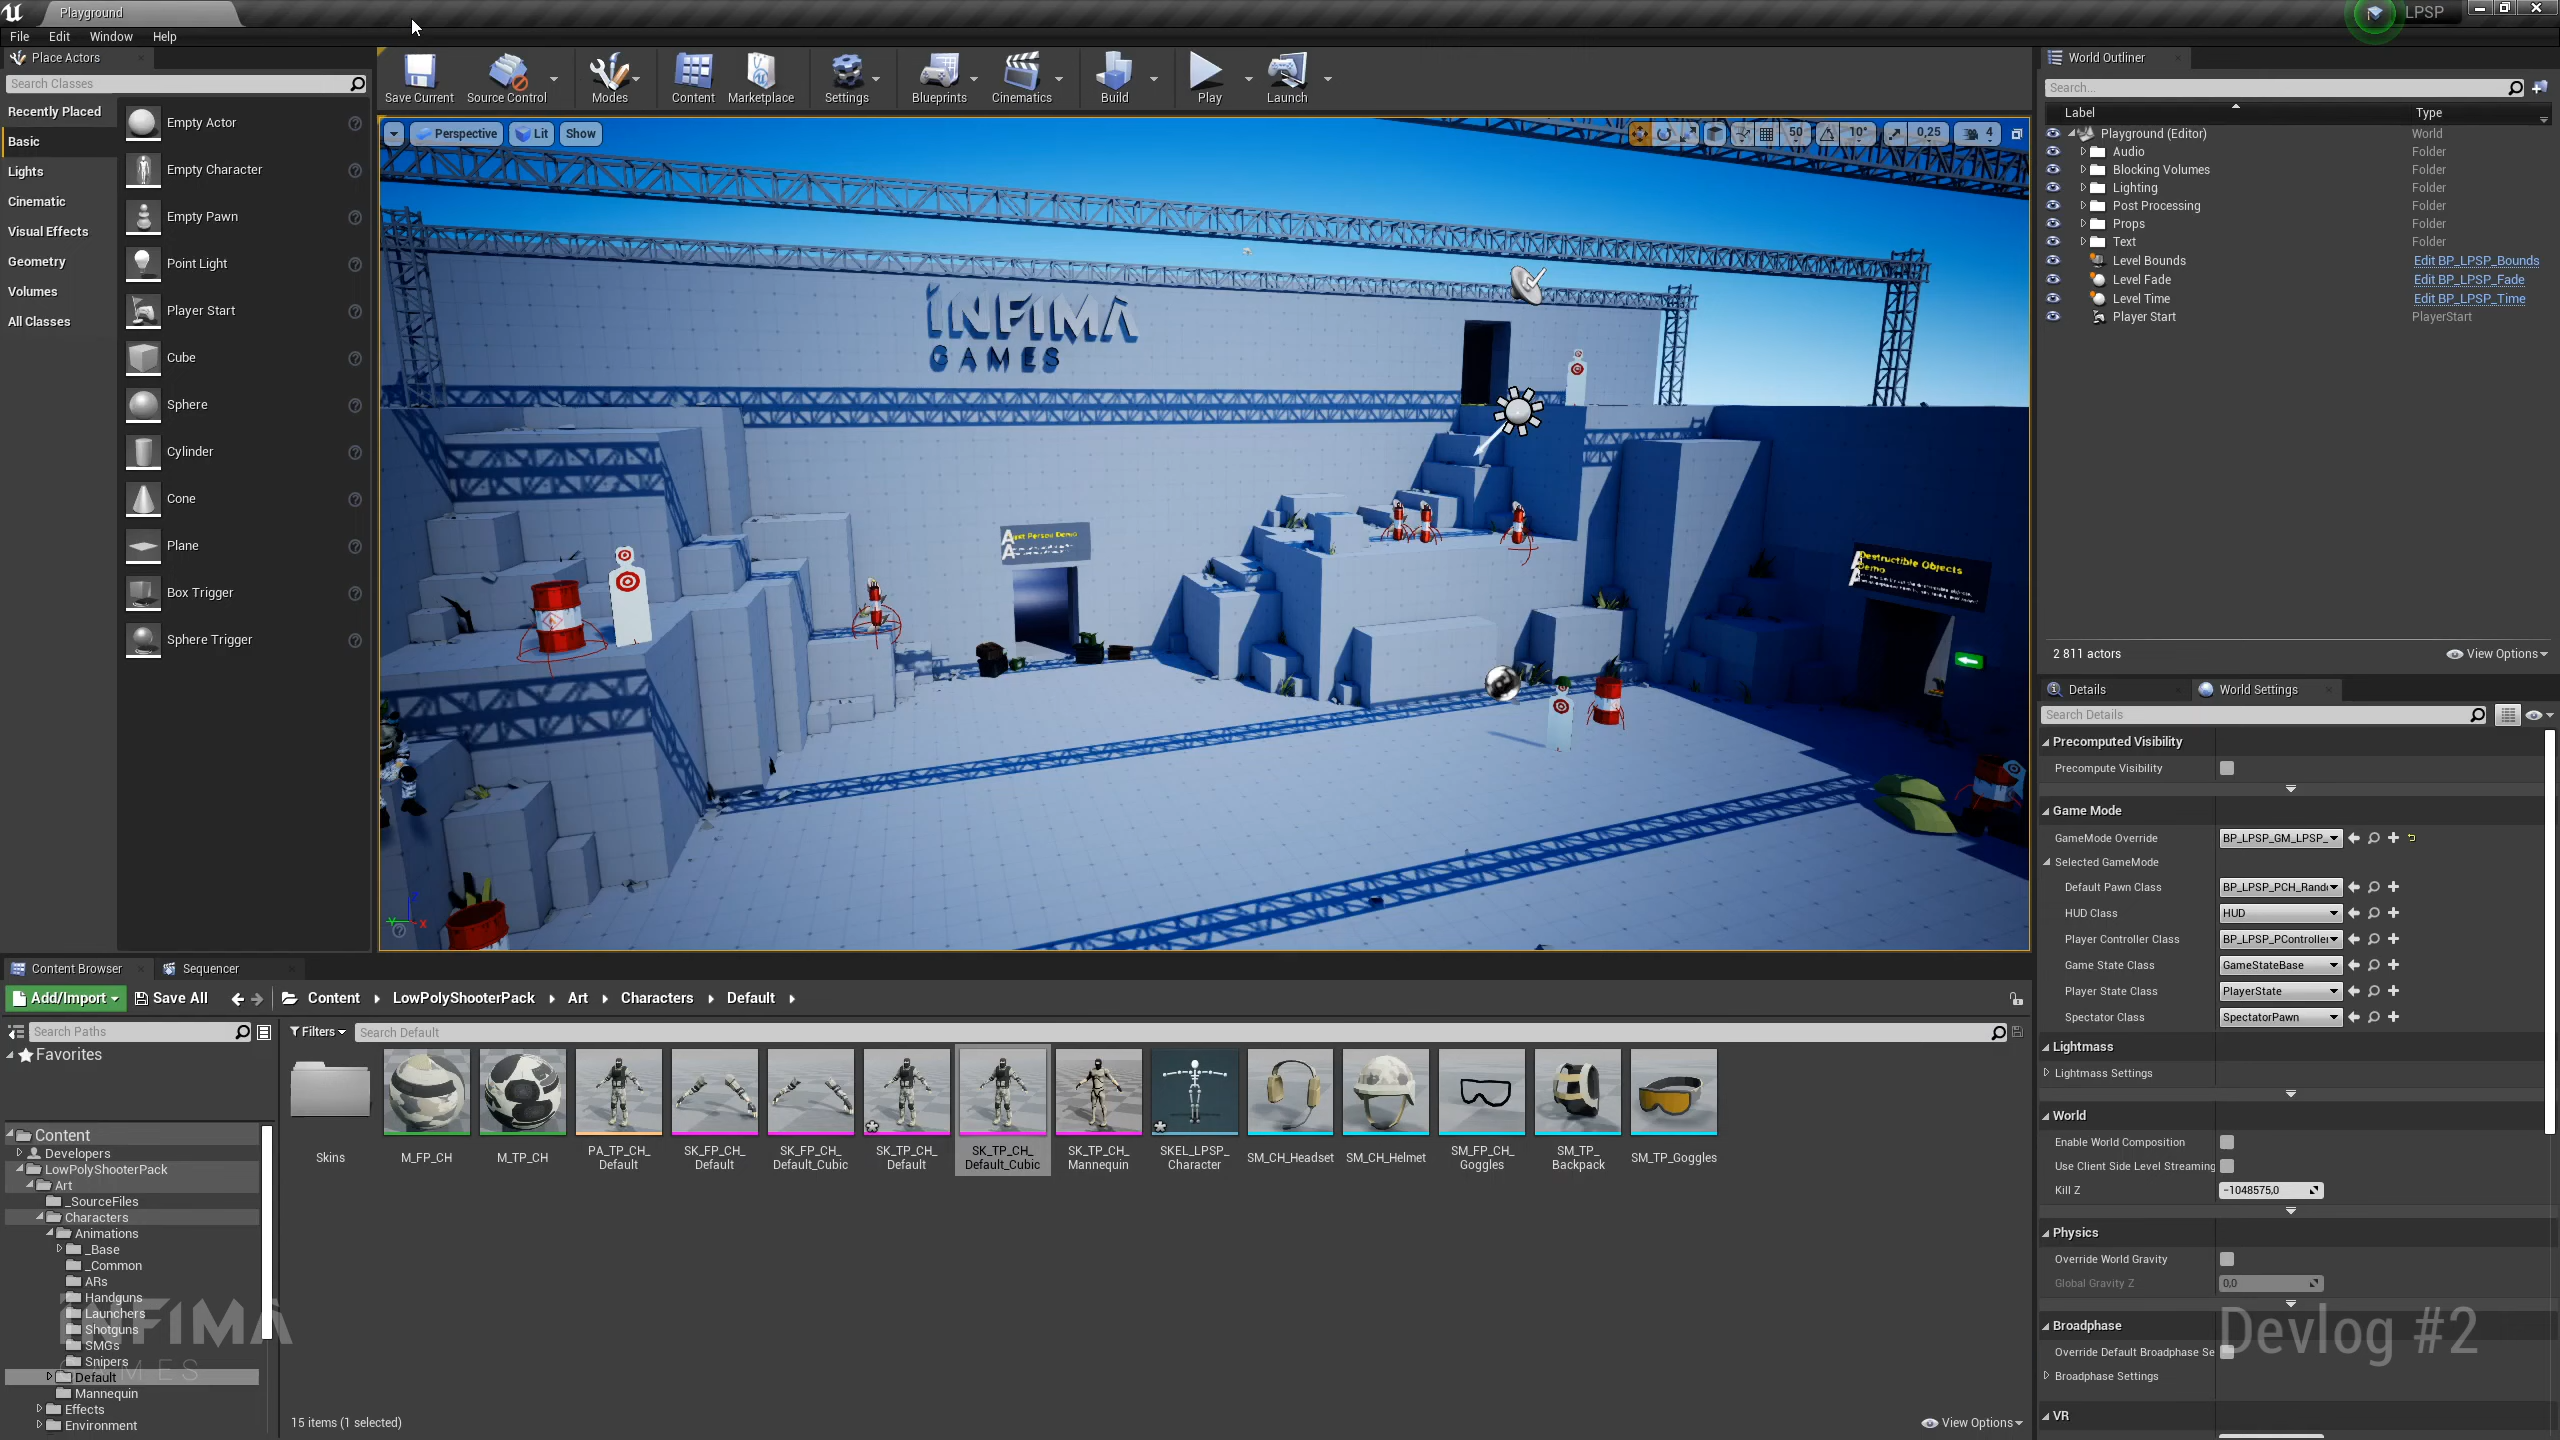 Playground
LPSP
File Edit Window Help
Place Actors
Search Classes
Recently Placed
Basic
Lights
Cinematic
Visual Effects
Geometry
Volumes
All Classes
Empty Actor
Empty Character
Empty Pawn
Point Light
Player Start
Cube
Sphere
Cylinder
Cone
Plane
Box Trigger
Sphere Trigger
Save Current
Source Control
Modes
Content
Marketplace
Settings
Blueprints
Cinematics
Build
Play
Launch
Perspective Lit Show
50 10° 0,25 4
INFIMA
GAMES
Destructible Objects
Demo
World Outliner
Search...
Label Type
Playground (Editor) World
Audio Folder
Blocking Volumes Folder
Lighting Folder
Post Processing Folder
Props Folder
Text Folder
Level Bounds Edit BP_LPSP_Bounds
Level Fade Edit BP_LPSP_Fade
Level Time Edit BP_LPSP_Time
Player Start PlayerStart
2 811 actors
View Options
Details World Settings
Search Details
Precomputed Visibility
Precompute Visibility
Game Mode
GameMode Override BP_LPSP_GM_LPSP_
Selected GameMode
Default Pawn Class BP_LPSP_PCH_Rand
HUD Class HUD
Player Controller Class BP_LPSP_PController
Game State Class GameStateBase
Player State Class PlayerState
Spectator Class SpectatorPawn
Lightmass
Lightmass Settings
World
Enable World Composition
Use Client Side Level Streaming
Kill Z -1048575,0
Physics
Override World Gravity
Global Gravity Z 0,0
Broadphase
Override Default Broadphase Se
Broadphase Settings
VR
Devlog #2
Content Browser Sequencer
Add/Import Save All Content LowPolyShooterPack Art Characters Default
Search Paths
Filters Search Default
Favorites
Content
Developers
LowPolyShooterPack
Art
_SourceFiles
Characters
Animations
_Base
_Common
ARs
Handguns
Launchers
Shotguns
SMGs
Snipers
Default
Mannequin
Effects
Environment
INFIMA
GAMES
Skins
M_FP_CH
M_TP_CH
PA_TP_CH_
Default
SK_FP_CH_
Default
SK_FP_CH_
Default_Cubic
SK_TP_CH_
Default
SK_TP_CH_
Default_Cubic
SK_TP_CH_
Mannequin
SKEL_LPSP_
Character
SM_CH_Headset
SM_CH_Helmet
SM_FP_CH_
Goggles
SM_TP_
Backpack
SM_TP_Goggles
15 items (1 selected)
View Options